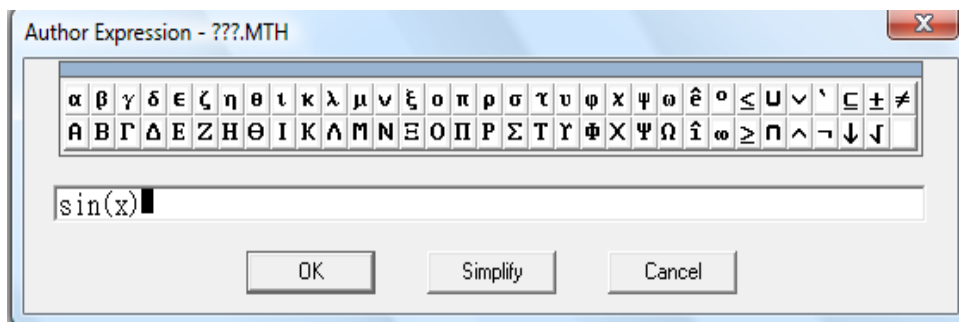 Author Expression - ???.MTH
α β γ δ ε ζ η θ ι κ λ μ ν ξ ο π ρ σ τ υ φ χ ψ ω ê ° ≤ ∪ ∨ ` ⊆ ± ≠
Α Β Γ Δ Ε Ζ Η Θ Ι Κ Λ Μ Ν Ξ Ο Π Ρ Σ Τ Υ Φ Χ Ψ Ω î ∞ ≥ ∩ ∧ ¬ ↓ √
sin(x)
OK Simplify Cancel